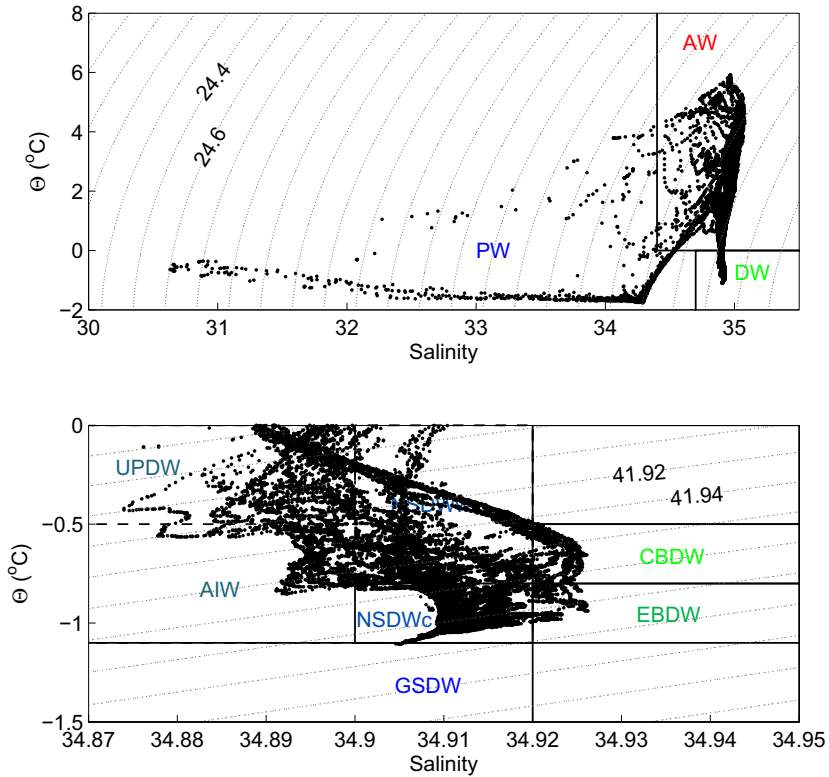 8
AW
6
24.4
4
24.6
Θ (°C)
2
0
PW
DW
−2
30 31 32 33 34 35
Salinity
0
UPDW
41.92
41.94
−0.5
CBDW
Θ (°C)
AIW
NSDWc
EBDW
−1
GSDW
−1.5
34.87 34.88 34.89 34.9 34.91 34.92 34.93 34.94 34.95
Salinity